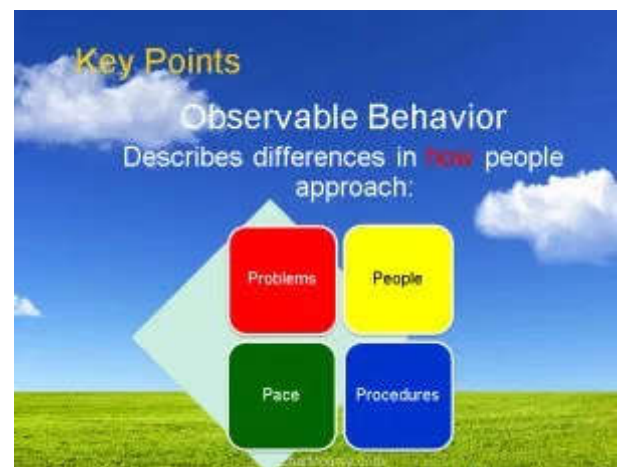 Key Points
Observable Behavior
Describes differences in how people
approach:
Problems
People
Pace
Procedures